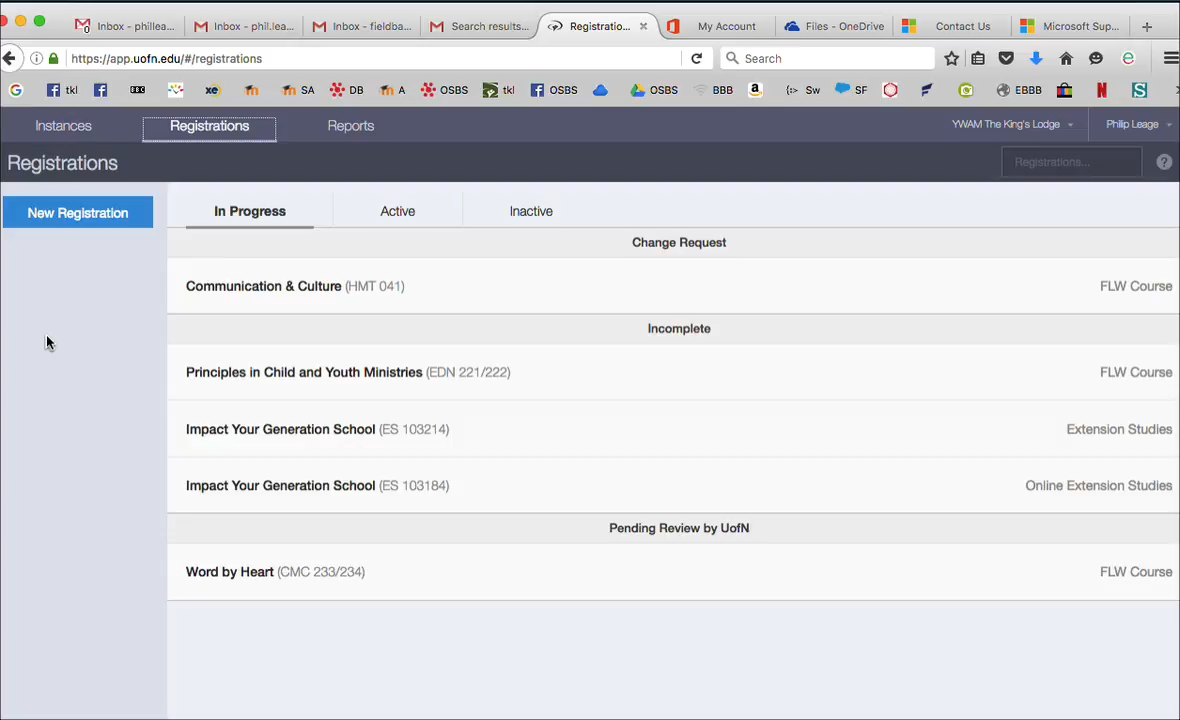 Inbox - phillea...
Inbox - phil.lea...
Inbox - fieldba...
Search results...
Registratio...
My Account
Files - OneDrive
Contact Us
Microsoft Sup...
https://app.uofn.edu/#/registrations
Search
tkl
BBC
xe
SA
DB
A
OSBS
tkl
OSBS
OSBS
BBB
Sw
SF
EBBB
Instances
Registrations
Reports
YWAM The King's Lodge
Philip Leage
Registrations
Registrations...
New Registration
In Progress
Active
Inactive
Change Request
Communication & Culture (HMT 041)
FLW Course
Incomplete
Principles in Child and Youth Ministries (EDN 221/222)
FLW Course
Impact Your Generation School (ES 103214)
Extension Studies
Impact Your Generation School (ES 103184)
Online Extension Studies
Pending Review by UofN
Word by Heart (CMC 233/234)
FLW Course